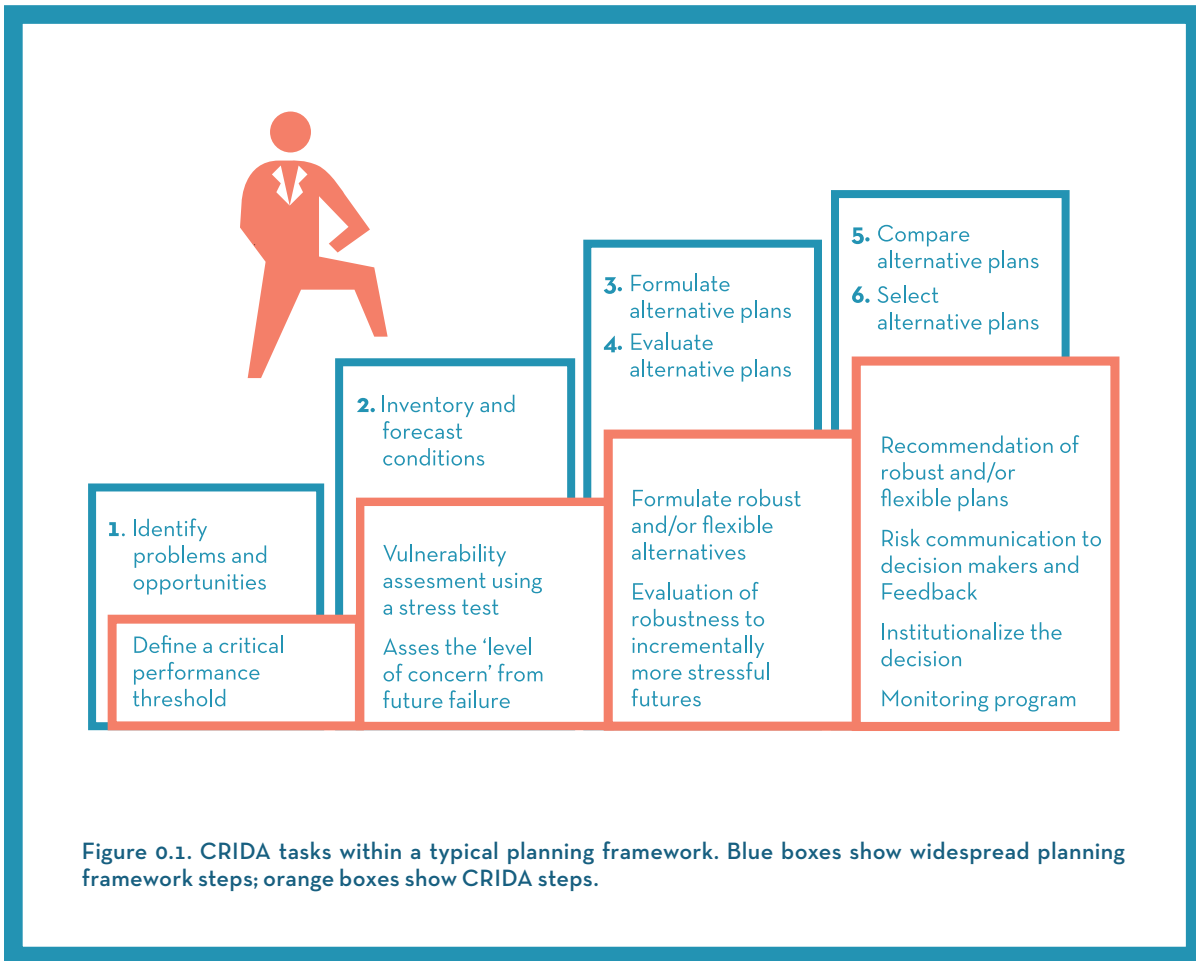 1. Identify
problems and
opportunities
Define a critical
performance
threshold
2. Inventory and
forecast
conditions
Vulnerability
assesment using
a stress test
Asses the ‘level
of concern’ from
future failure
3. Formulate
alternative plans
4. Evaluate
alternative plans
Formulate robust
and/or flexible
alternatives
Evaluation of
robustness to
incrementally
more stressful
futures
5. Compare
alternative plans
6. Select
alternative plans
Recommendation of
robust and/or
flexible plans
Risk communication to
decision makers and
Feedback
Institutionalize the
decision
Monitoring program
Figure 0.1. CRIDA tasks within a typical planning framework. Blue boxes show widespread planning
framework steps; orange boxes show CRIDA steps.